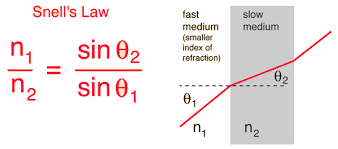 Snell's Law
n1/n2 = sin θ2/sin θ1
fast
medium
(smaller
index of
refraction)
slow
medium
θ1
θ2
n1
n2